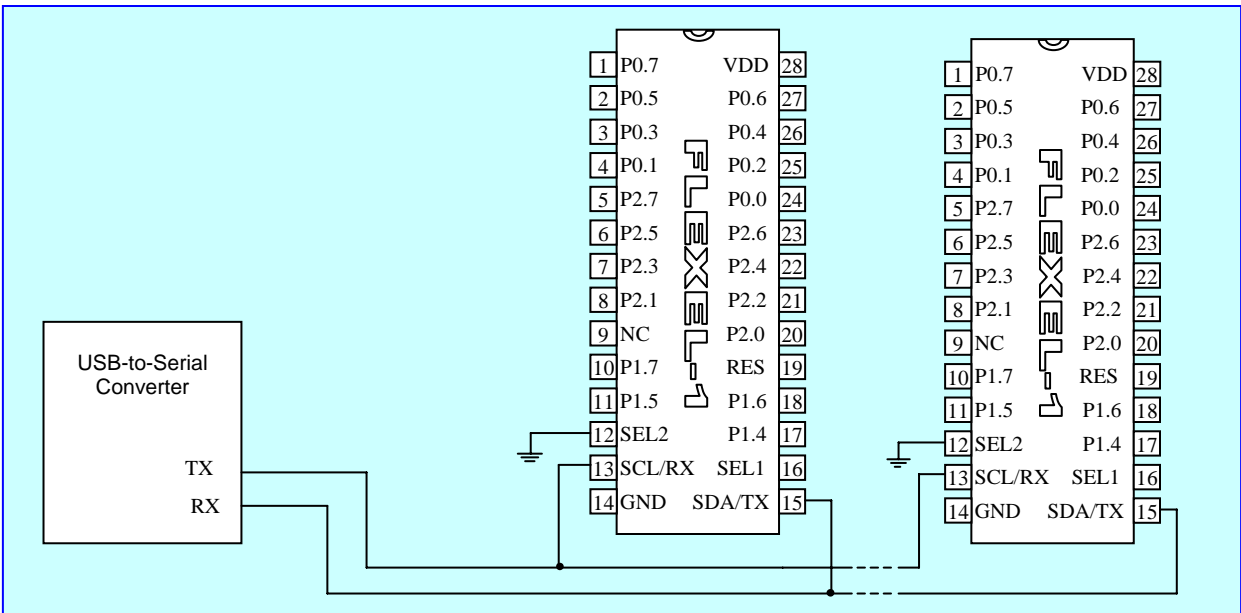 USB-to-Serial
Converter
TX
RX
1 P0.7 VDD 28
2 P0.5 P0.6 27
3 P0.3 P0.4 26
4 P0.1 P0.2 25
5 P2.7 P0.0 24
6 P2.5 P2.6 23
7 P2.3 P2.4 22
8 P2.1 P2.2 21
9 NC P2.0 20
10 P1.7 RES 19
11 P1.5 P1.6 18
12 SEL2 P1.4 17
13 SCL/RX SEL1 16
14 GND SDA/TX 15
FLEXEL-1
1 P0.7 VDD 28
2 P0.5 P0.6 27
3 P0.3 P0.4 26
4 P0.1 P0.2 25
5 P2.7 P0.0 24
6 P2.5 P2.6 23
7 P2.3 P2.4 22
8 P2.1 P2.2 21
9 NC P2.0 20
10 P1.7 RES 19
11 P1.5 P1.6 18
12 SEL2 P1.4 17
13 SCL/RX SEL1 16
14 GND SDA/TX 15
FLEXEL-1